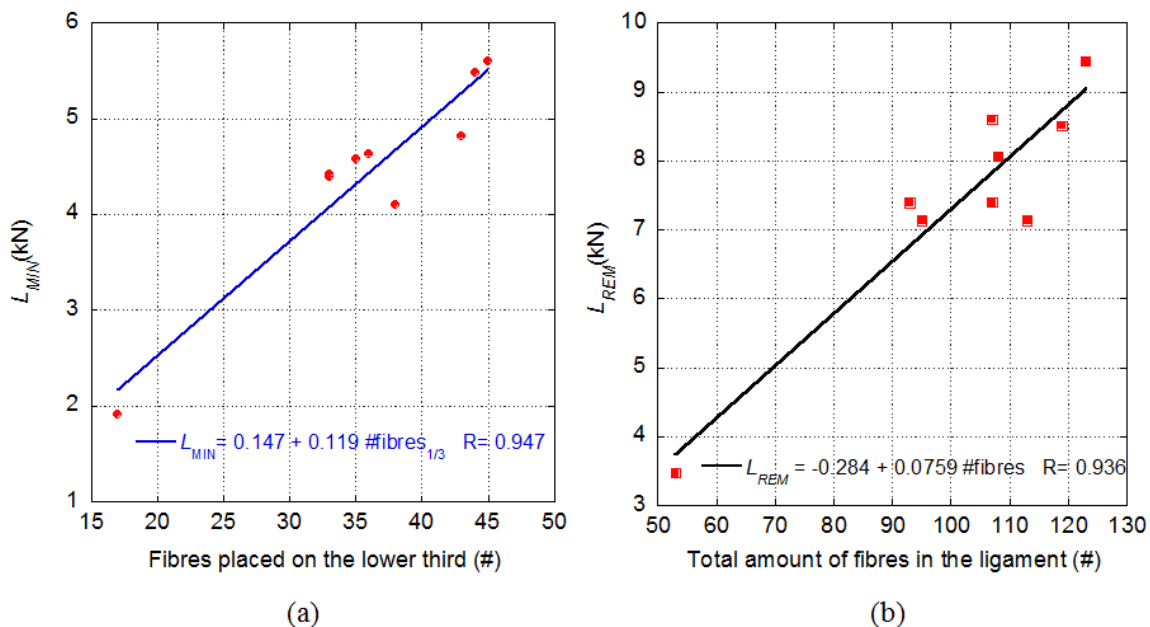 6
5
4
3
2
1
L_MIN(kN)
L_MIN = 0.147 + 0.119 #fibres_1/3 R= 0.947
15 20 25 30 35 40 45 50
Fibres placed on the lower third (#)
(a)
10
9
8
7
6
5
4
3
L_REM(kN)
L_REM = -0.284 + 0.0759 #fibres R= 0.936
50 60 70 80 90 100 110 120 130
Total amount of fibres in the ligament (#)
(b)